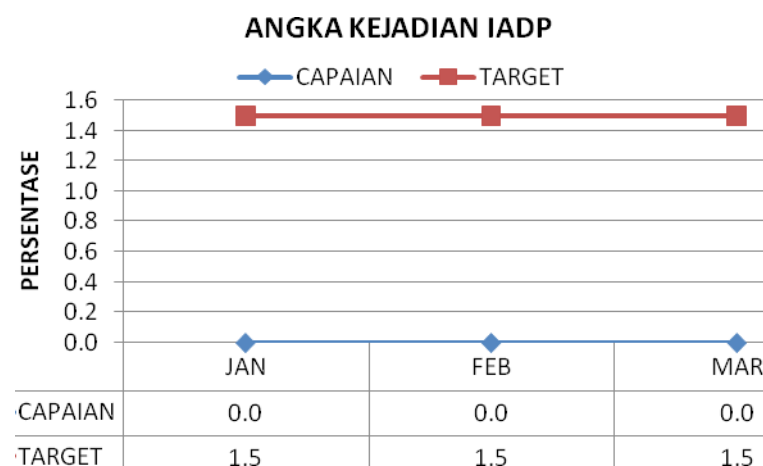 ANGKA KEJADIAN IADP
CAPAIAN TARGET
PERSENTASE
1.6
1.4
1.2
1.0
0.8
0.6
0.4
0.2
0.0
JAN FEB MAR
CAPAIAN 0.0 0.0 0.0
TARGET 1.5 1.5 1.5